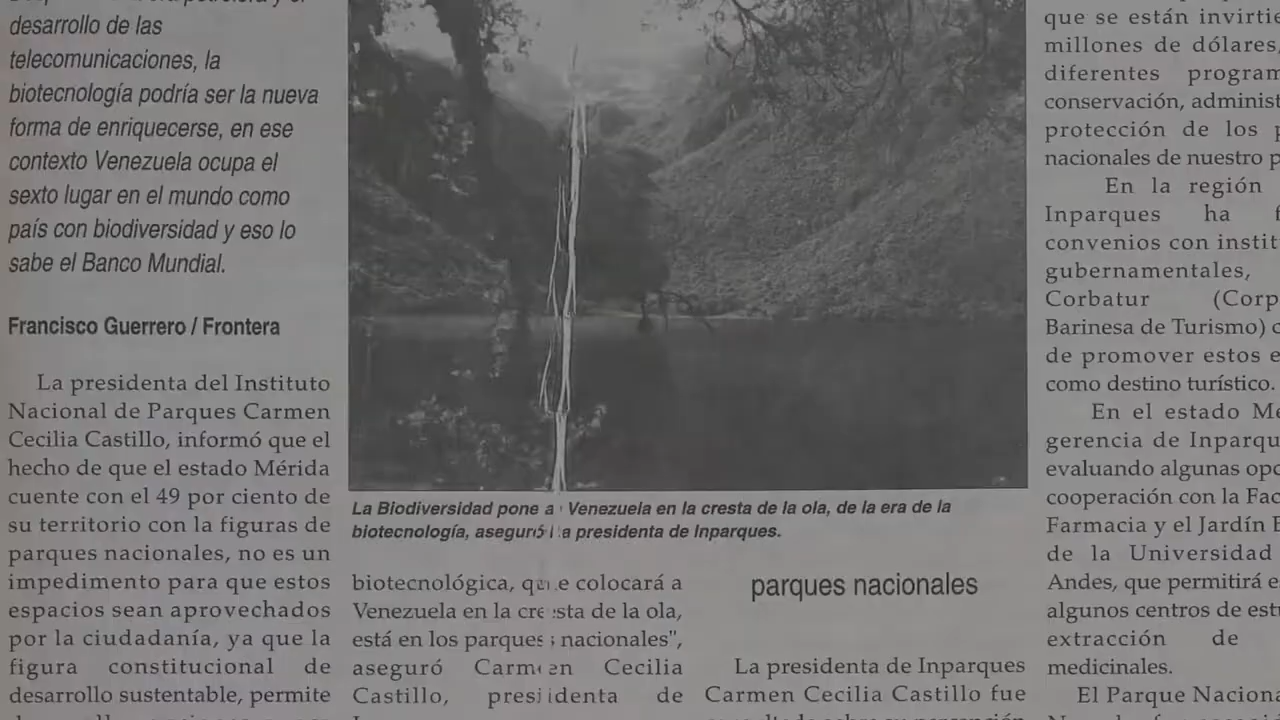 desarrollo de las
telecomunicaciones, la
biotecnología podría ser la nueva
forma de enriquecerse, en ese
contexto Venezuela ocupa el
sexto lugar en el mundo como
país con biodiversidad y eso lo
sabe el Banco Mundial.
Francisco Guerrero / Frontera
La presidenta del Instituto
Nacional de Parques Carmen
Cecilia Castillo, informó que el
hecho de que el estado Mérida
cuente con el 49 por ciento de
su territorio con la figuras de
parques nacionales, no es un
impedimento para que estos
espacios sean aprovechados
por la ciudadanía, ya que la
figura constitucional de
desarrollo sustentable, permite
La Biodiversidad pone a Venezuela en la cresta de la ola, de la era de la
biotecnología, aseguró la presidenta de Inparques.
biotecnológica, que colocará a
Venezuela en la cresta de la ola,
está en los parques nacionales",
aseguró Carmen Cecilia
Castillo, presidenta de
parques nacionales
La presidenta de Inparques
Carmen Cecilia Castillo fue
que se están
millones de dólares,
diferentes
conservación,
protección de los
nacionales de nuestro
En la región
Inparques ha
convenios con
gubernamentales,
Corbatur
Barinesa de Turismo)
de promover estos
como destino turístico.
En el estado
gerencia de
evaluando algunas
cooperación con la
Farmacia y el Jardín
de la Universidad
Andes, que permitirá
algunos centros de
extracción de
medicinales.
El Parque